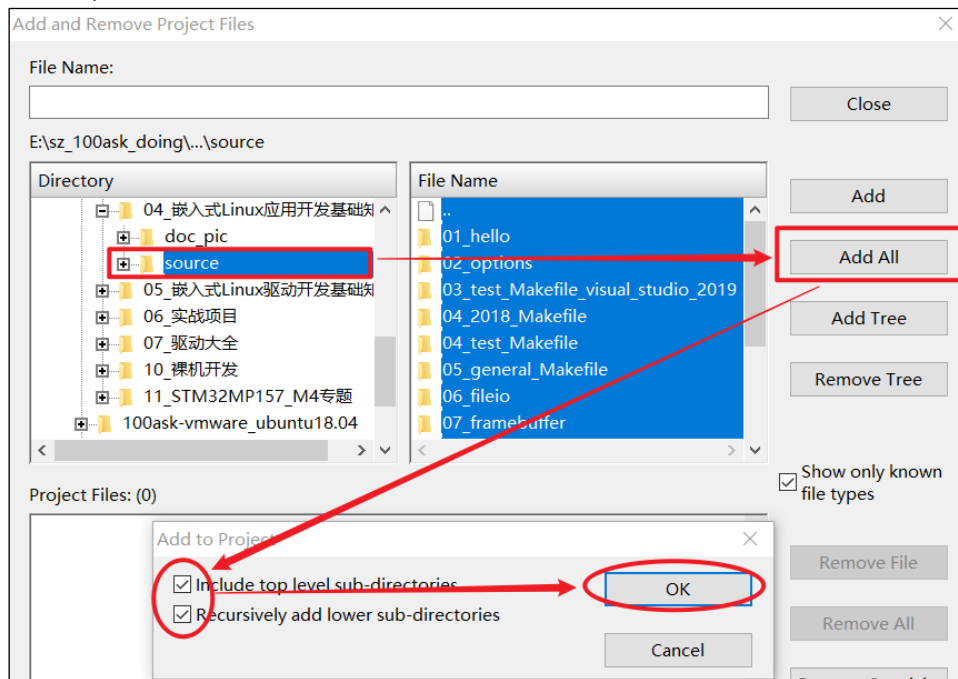 Add and Remove Project Files
File Name:
Close
E:\sz_100ask_doing\...\source
Directory
File Name
Add
Add All
Add Tree
Remove Tree
04_嵌入式Linux应用开发基础知
doc_pic
source
05_嵌入式Linux驱动开发基础知
06_实战项目
07_驱动大全
10_裸机开发
11_STM32MP157_M4专题
100ask-vmware_ubuntu18.04
..
01_hello
02_options
03_test_Makefile_visual_studio_2019
04_2018_Makefile
04_test_Makefile
05_general_Makefile
06_fileio
07_framebuffer
Show only known
file types
Project Files: (0)
Add to Project
Include top level sub-directories
Recursively add lower sub-directories
OK
Cancel
Remove File
Remove All